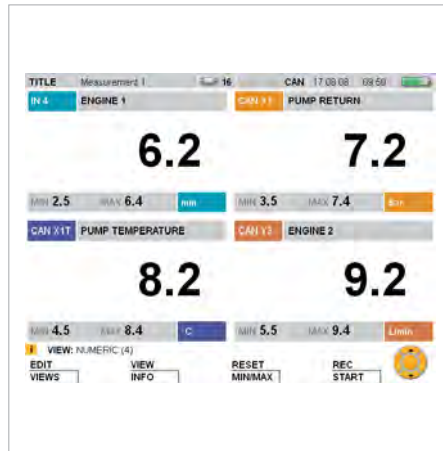 TITLE Measurement 1 16 CAN 17.08.08 09:50
IN 4 ENGINE 1
6.2
MIN 2.5 MAX 6.4 mm
CAN X1 PUMP RETURN
7.2
MIN 3.5 MAX 7.4 Bar
CAN X1T PUMP TEMPERATURE
8.2
MIN 4.5 MAX 8.4 C
ENGINE 2
9.2
MIN 5.5 MAX 9.4 L/min
i VIEW: NUMERIC (4)
EDIT VIEW RESET REC
VIEWS INFO MIN/MAX START